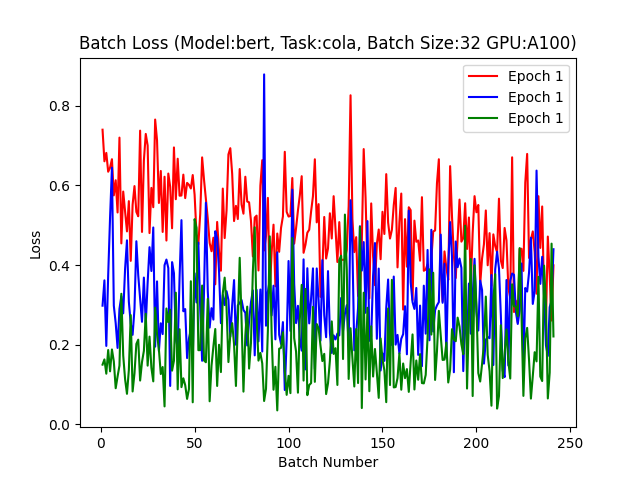 Batch Loss (Model:bert, Task:cola, Batch Size:32 GPU:A100)
Epoch 1
Epoch 1
Epoch 1
Loss
0.8
0.6
0.4
0.2
0.0
0
50
100
150
200
250
Batch Number